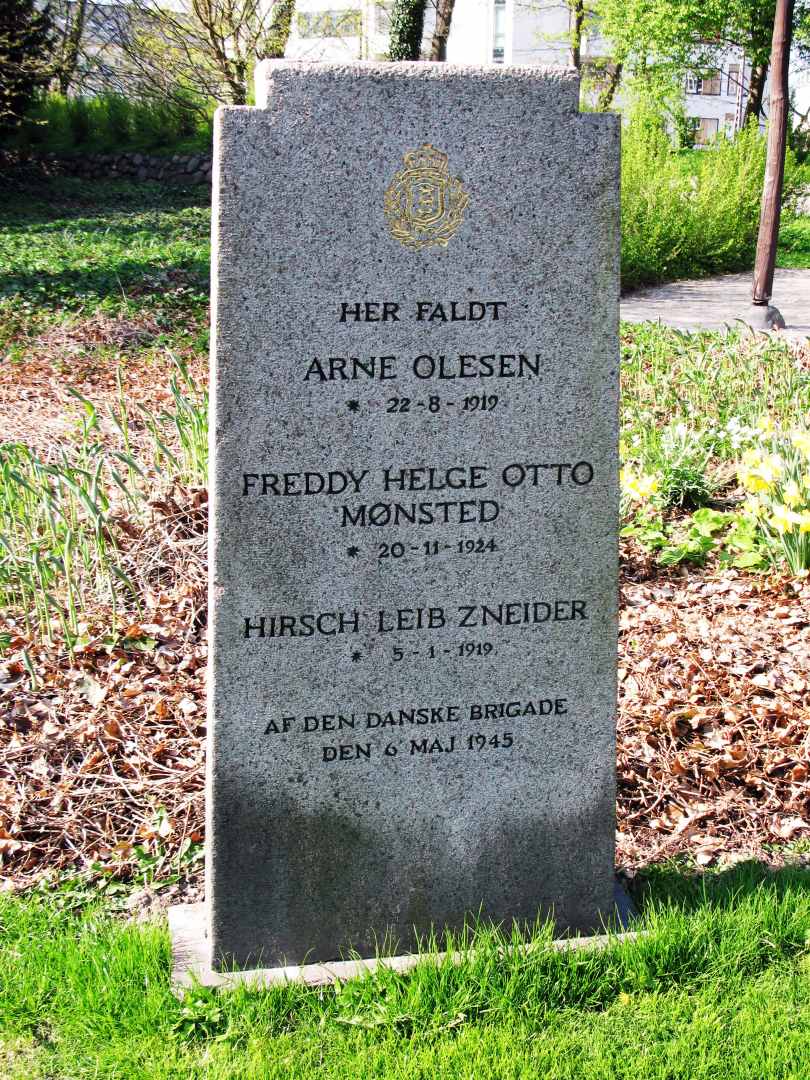 HER FALDT
ARNE OLESEN
* 22-8-1919
FREDDY HELGE OTTO
MØNSTED
* 20-11-1924
HIRSCH LEIB ZNEIDER
* 5-1-1919
AF DEN DANSKE BRIGADE
DEN 6 MAJ 1945